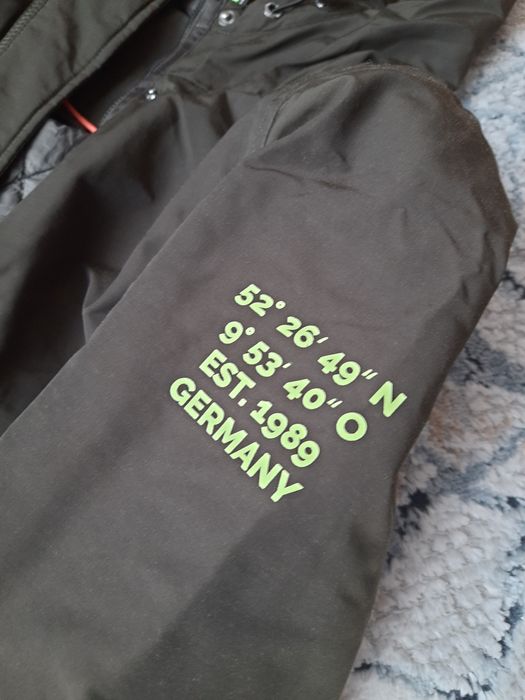 52° 26′ 49″ N
9° 53′ 40″ O
EST. 1989
GERMANY